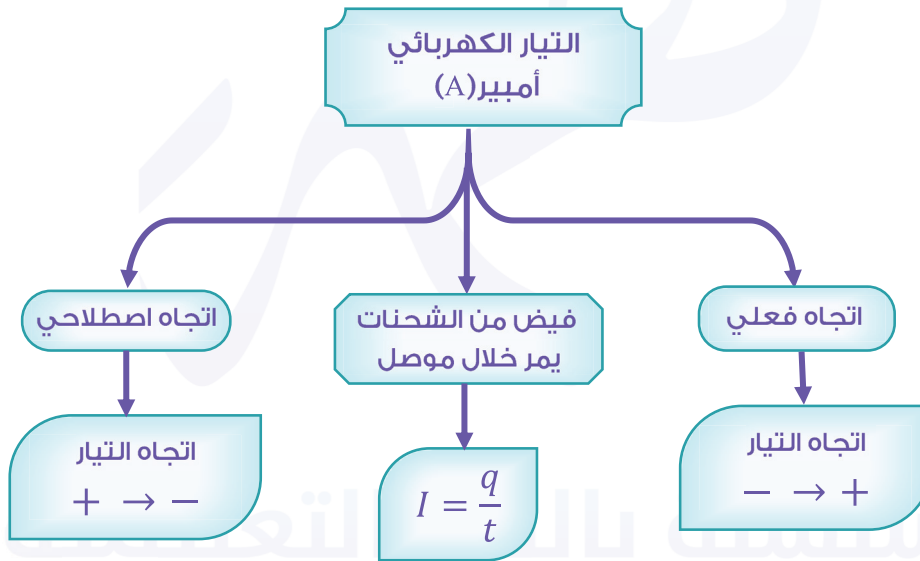 التيار الكهربائي
أمبير(A)
اتجاه فعلي
فيض من الشحنات
يمر خلال موصل
اتجاه اصطلاحي
اتجاه التيار
− → +
I = q/t
اتجاه التيار
+ → −